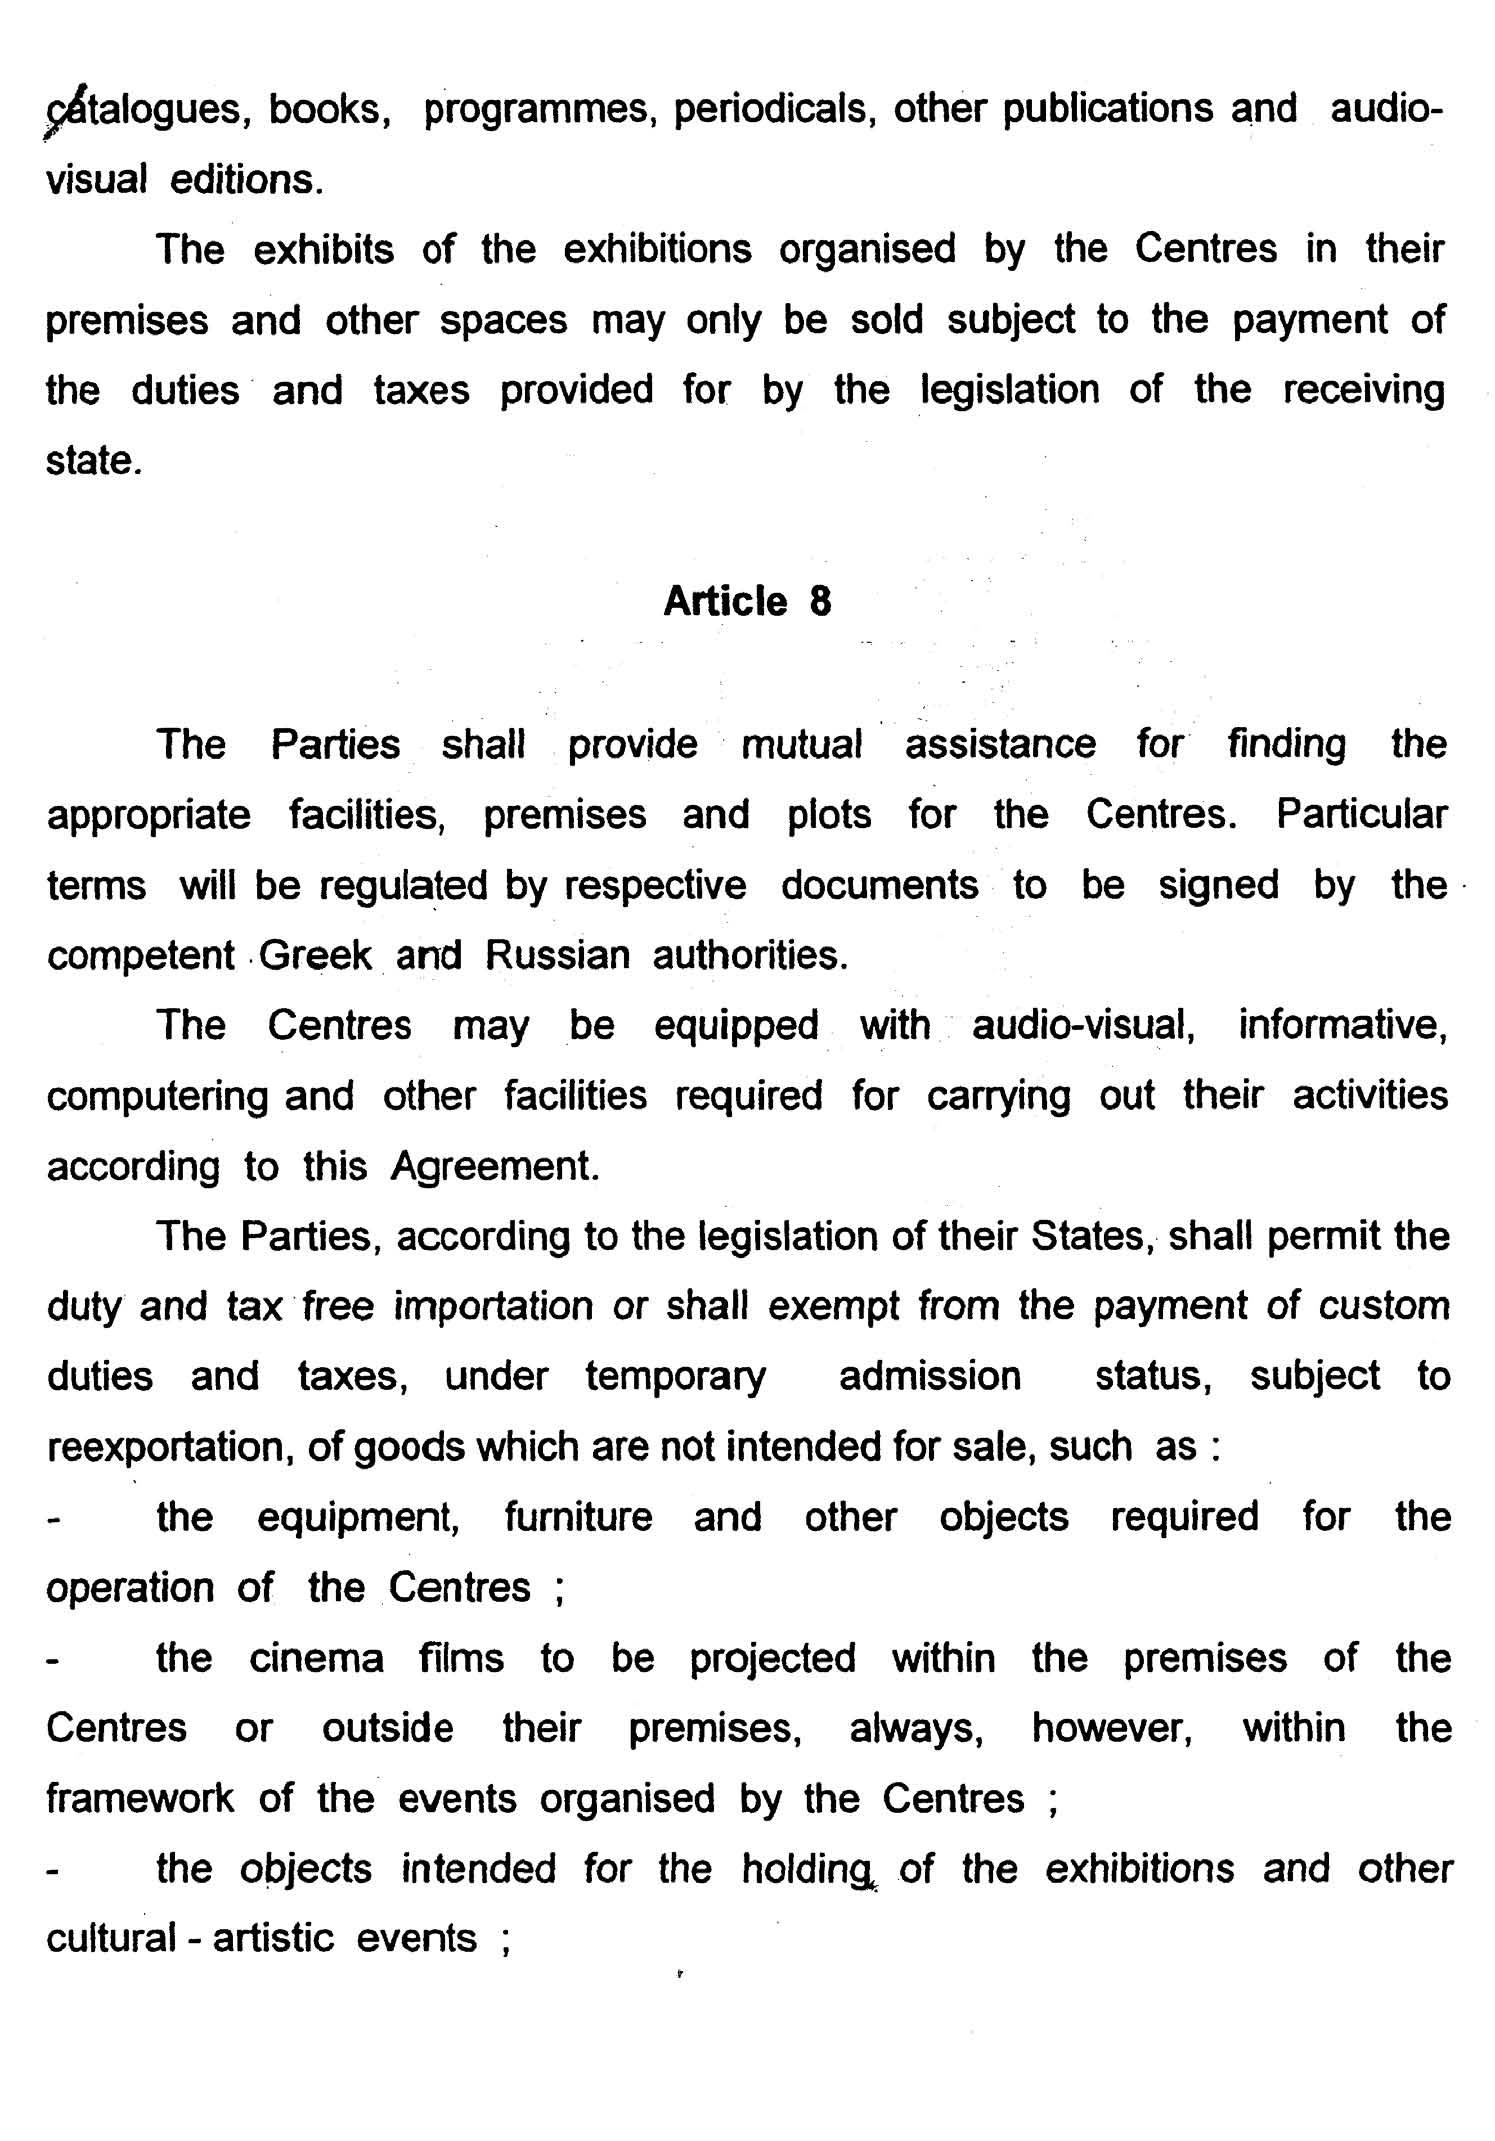 catalogues, books, programmes, periodicals, other publications and audio-
visual editions.
The exhibits of the exhibitions organised by the Centres in their
premises and other spaces may only be sold subject to the payment of
the duties and taxes provided for by the legislation of the receiving
state.
Article 8
The Parties shall provide mutual assistance for finding the
appropriate facilities, premises and plots for the Centres. Particular
terms will be regulated by respective documents to be signed by the
competent Greek and Russian authorities.
The Centres may be equipped with audio-visual, informative,
computering and other facilities required for carrying out their activities
according to this Agreement.
The Parties, according to the legislation of their States, shall permit the
duty and tax free importation or shall exempt from the payment of custom
duties and taxes, under temporary admission status, subject to
reexportation, of goods which are not intended for sale, such as :
- the equipment, furniture and other objects required for the
operation of the Centres ;
- the cinema films to be projected within the premises of the
Centres or outside their premises, always, however, within the
framework of the events organised by the Centres ;
- the objects intended for the holding of the exhibitions and other
cultural - artistic events ;